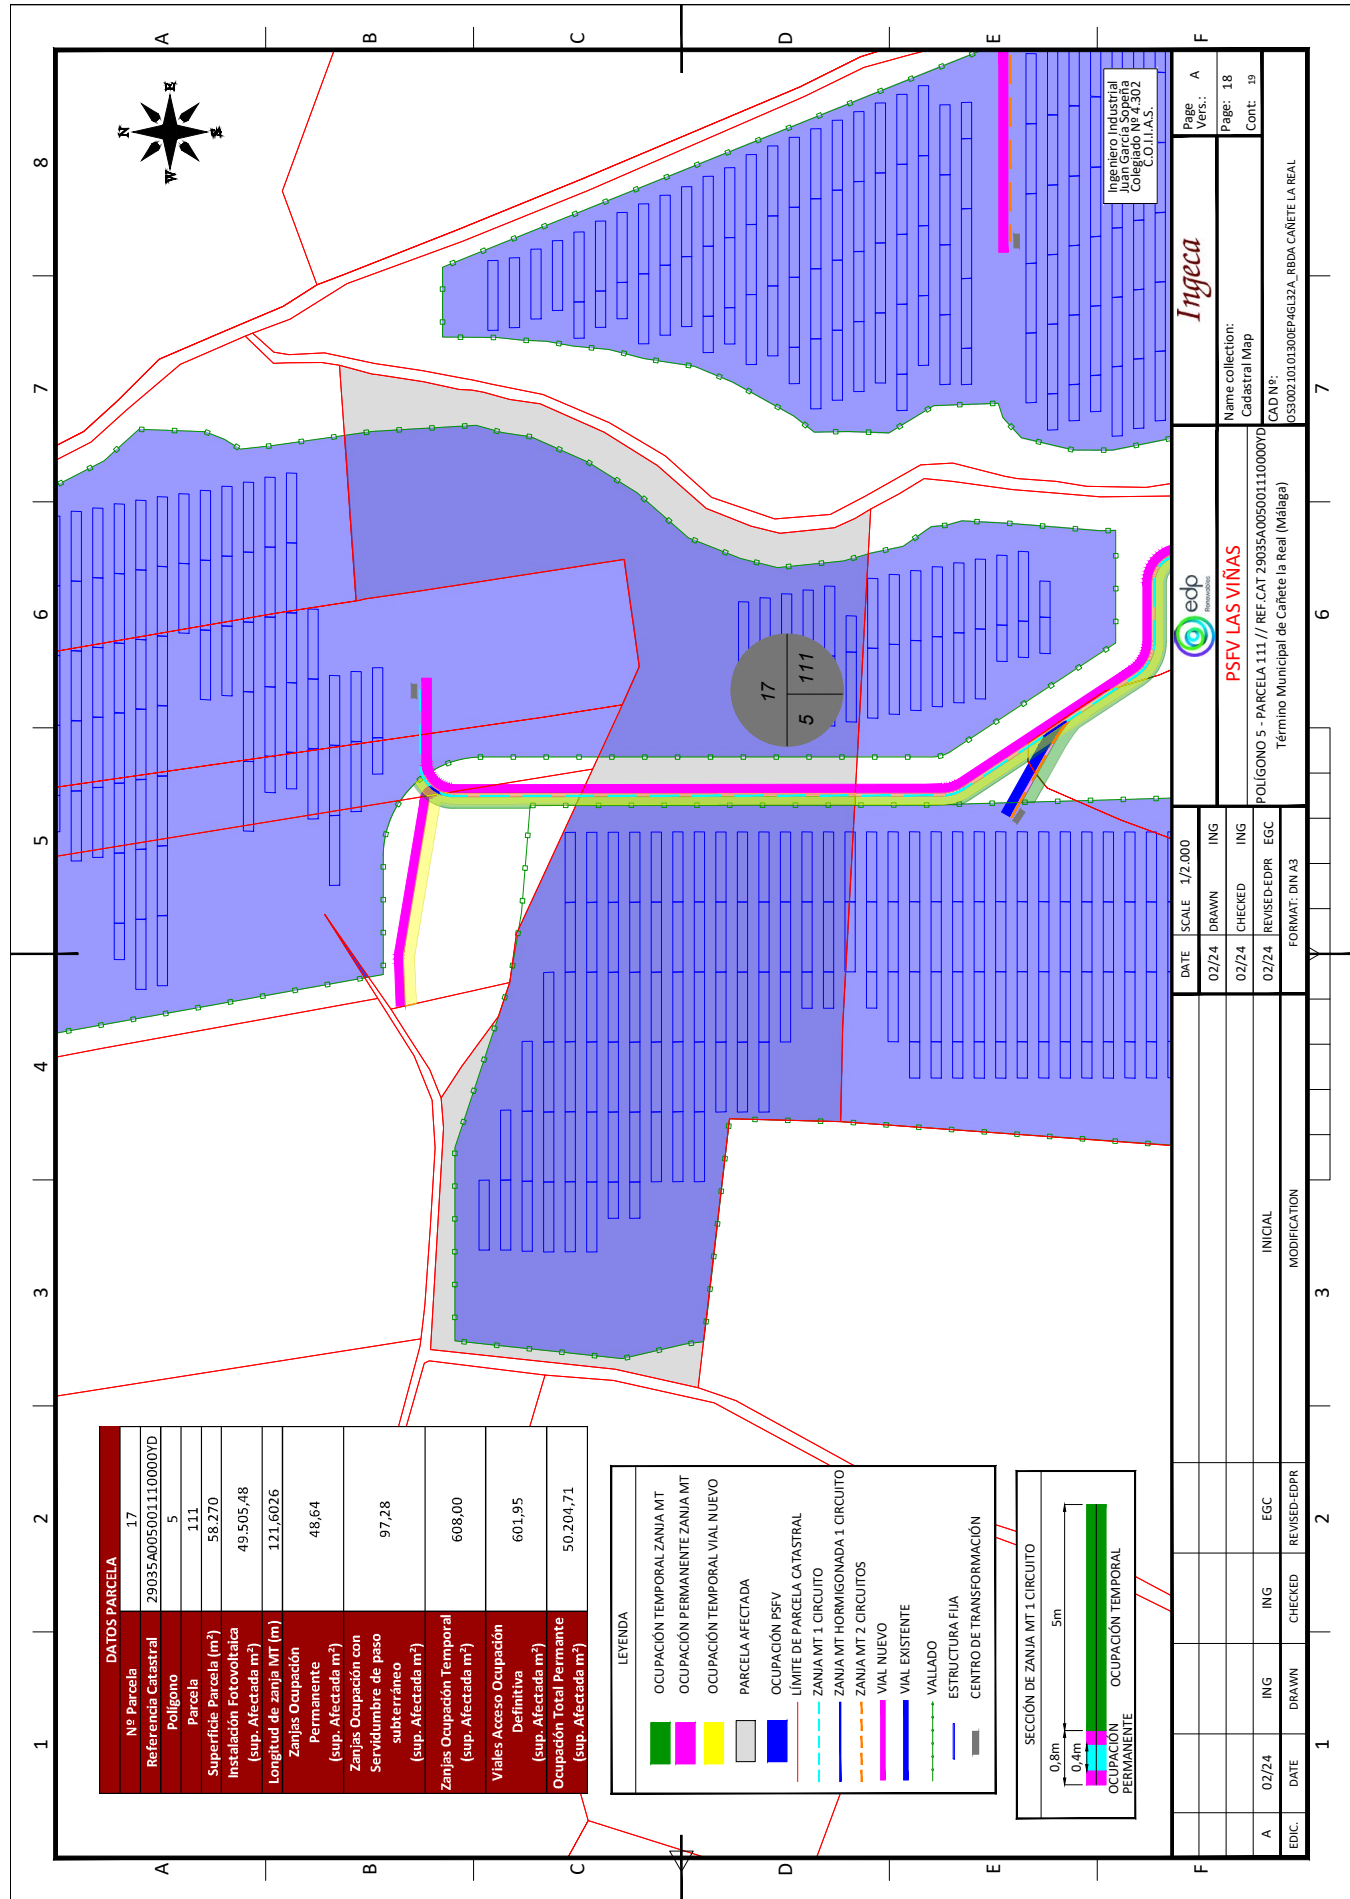 1 2 3 4 5 6 7 8
A
B
C
D
E
F
A
B
C
D
E
F
DATOS PARCELA
Nº Parcela 17
Referencia Catastral 29035A005001110000YD
Polígono 5
Parcela 111
Superficie Parcela (m²) 58.270
Instalación Fotovoltaica
(sup. Afectada m²) 49.505,48
Longitud de zanja MT (m) 121,6026
Zanjas Ocupación
Permanente
(sup. Afectada m²) 48,64
Zanjas Ocupación con
Servidumbre de paso
subterráneo
(sup. Afectada m²) 97,28
Zanjas Ocupación Temporal
(sup. Afectada m²) 608,00
Viales Acceso Ocupación
Definitiva
(sup. Afectada m²) 601,95
Ocupación Total Permante
(sup. Afectada m²) 50.204,71
N
W
E
17
5 111
LEYENDA
OCUPACIÓN TEMPORAL ZANJA MT
OCUPACIÓN PERMANENTE ZANJA MT
OCUPACIÓN TEMPORAL VIAL NUEVO
PARCELA AFECTADA
OCUPACIÓN PSFV
LÍMITE DE PARCELA CATASTRAL
ZANJA MT 1 CIRCUITO
ZANJA MT HORMIGONADA 1 CIRCUITO
ZANJA MT 2 CIRCUITOS
VIAL NUEVO
VIAL EXISTENTE
VALLADO
ESTRUCTURA FIJA
CENTRO DE TRANSFORMACIÓN
SECCIÓN DE ZANJA MT 1 CIRCUITO
0,8m
5m
0,4m
OCUPACIÓN
PERMANENTE
OCUPACIÓN TEMPORAL
Ingeniero Industrial
Juan García Sopeña
Colegiado Nº 4.302
C.O.I.I.A.S.
A 02/24 ING ING EGC INICIAL
EDIC. DATE DRAWN CHECKED REVISED-EDPR MODIFICATION
DATE SCALE 1/2.000
02/24 DRAWN ING
02/24 CHECKED ING
02/24 REVISED-EDPR EGC
FORMAT: DIN A3
edp
Renewables
PSFV LAS VIÑAS
POLÍGONO 5 - PARCELA 111 // REF.CAT 29035A005001110000YD
Término Municipal de Cañete la Real (Málaga)
Ingeca
Name collection:
Cadastral Map
CAD Nº:
OS300210101300EP4GL32A_RBDA CAÑETE LA REAL
Page
Vers.: A
Page: 18
Cont: 19
1 2 3 4 5 6 7